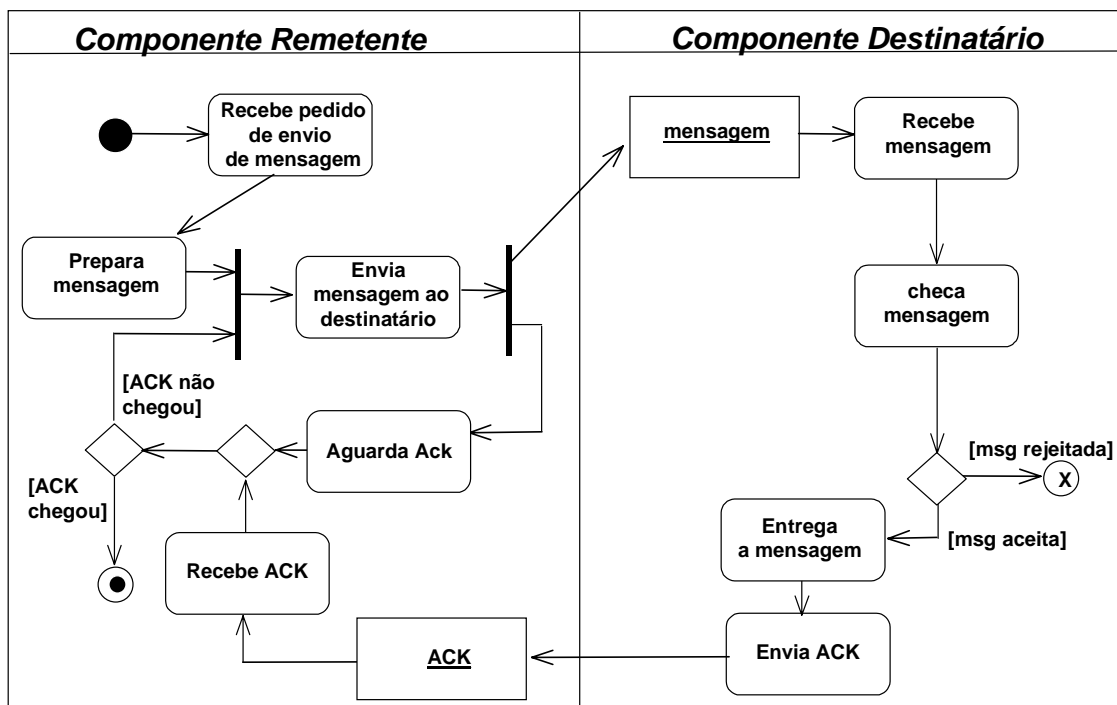 Componente Remetente
Componente Destinatário
Recebe pedido
de envio
de mensagem
Prepara
mensagem
Envia
mensagem ao
destinatário
mensagem
Recebe
mensagem
checa
mensagem
[ACK não
chegou]
Aguarda Ack
[ACK
chegou]
[msg rejeitada]
X
[msg aceita]
Entrega
a mensagem
Recebe ACK
ACK
Envia ACK